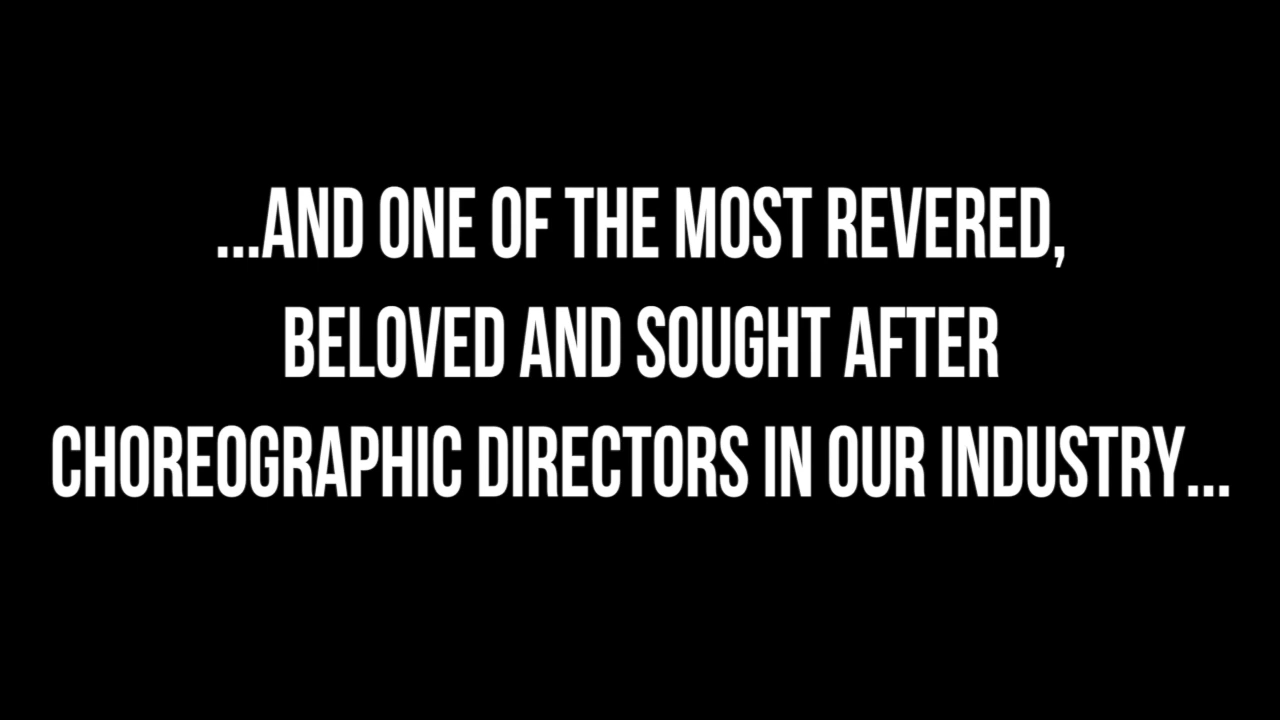 ...AND ONE OF THE MOST REVERED,
BELOVED AND SOUGHT AFTER
CHOREOGRAPHIC DIRECTORS IN OUR INDUSTRY...